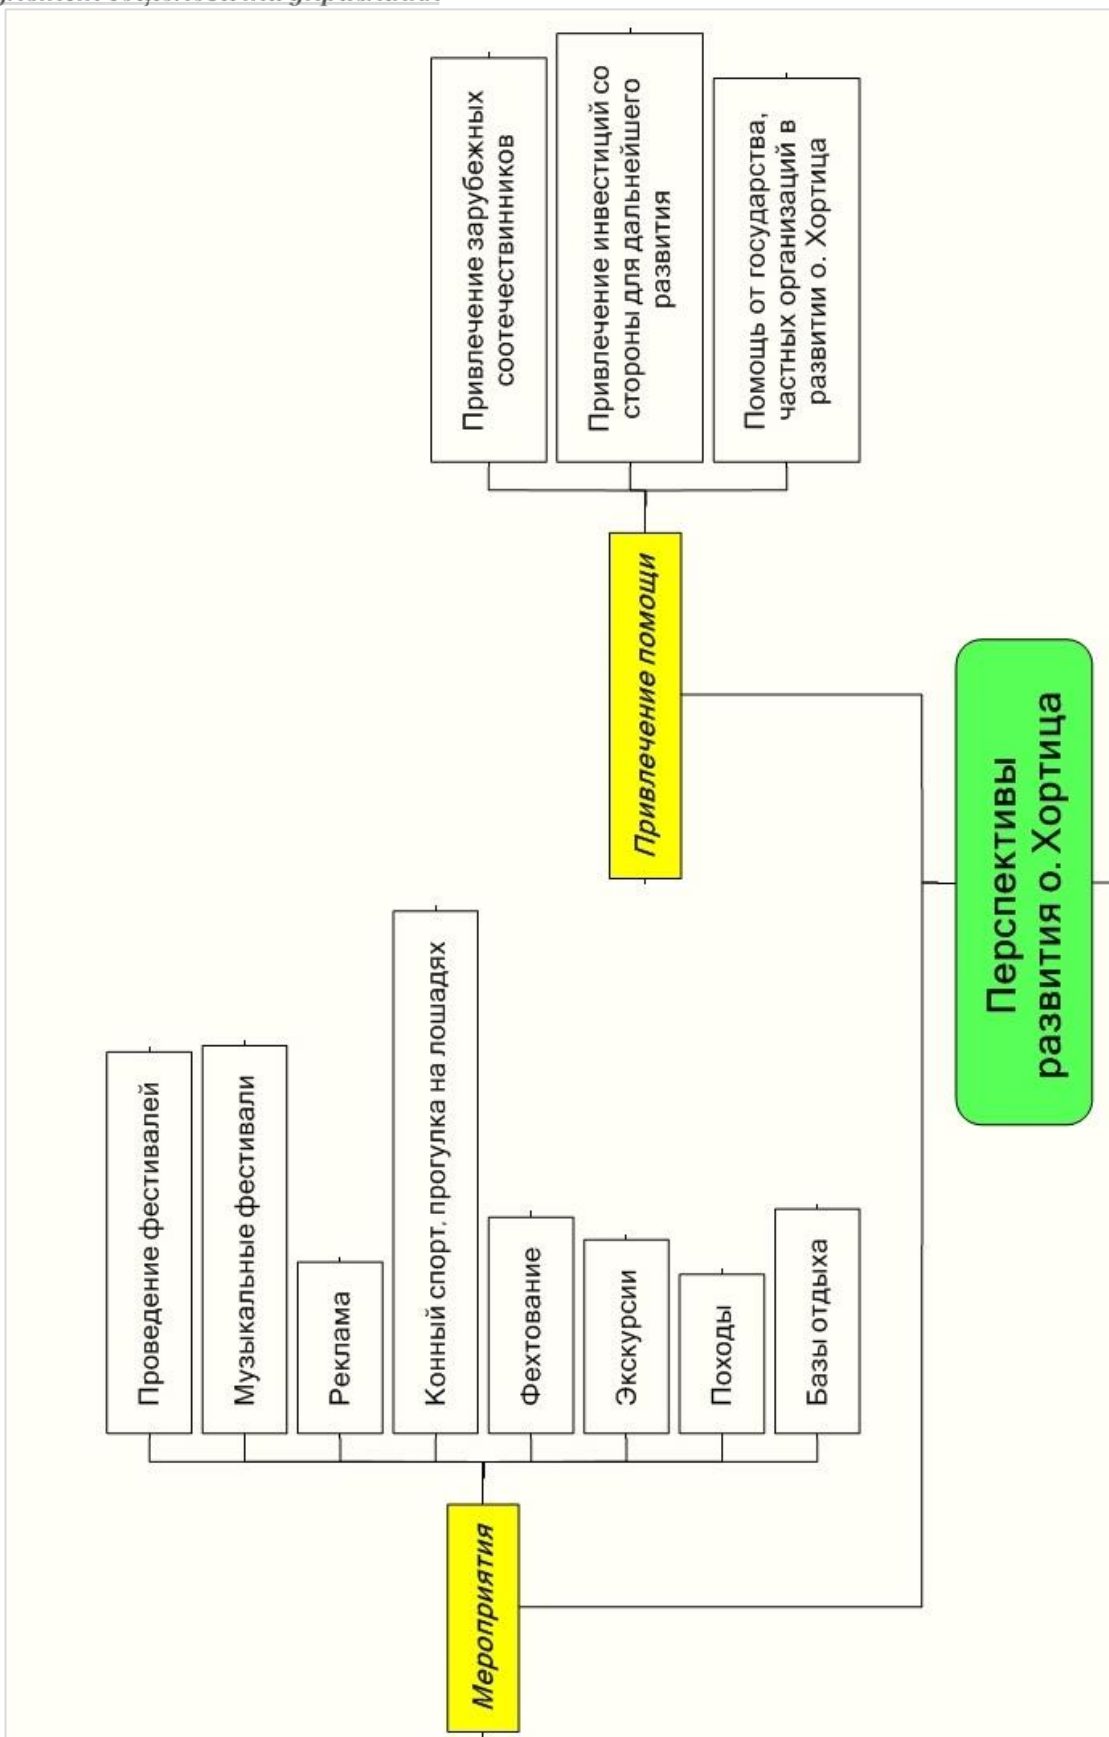 Проведение фестивалей
Музыкальные фестивали
Реклама
Конный спорт, прогулка на лошадях
Фехтование
Экскурсии
Походы
Базы отдыха
Мероприятия
Привлечение зарубежных
соотечествинников
Привлечение инвестиций со
стороны для дальнейшего
развития
Помощь от государства,
частных организаций в
развитии о. Хортица
Привлечение помощи
Перспективы
развития о. Хортица